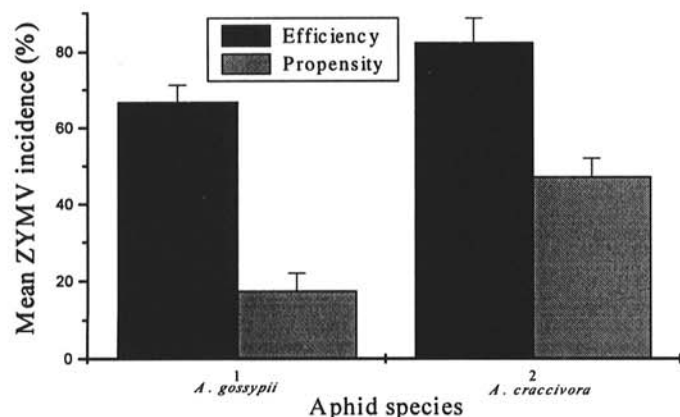 Mean ZYMV incidence (%)
80
60
40
20
0
Efficiency
Propensity
1
A. gossypii
2
A. craccivora
Aphid species